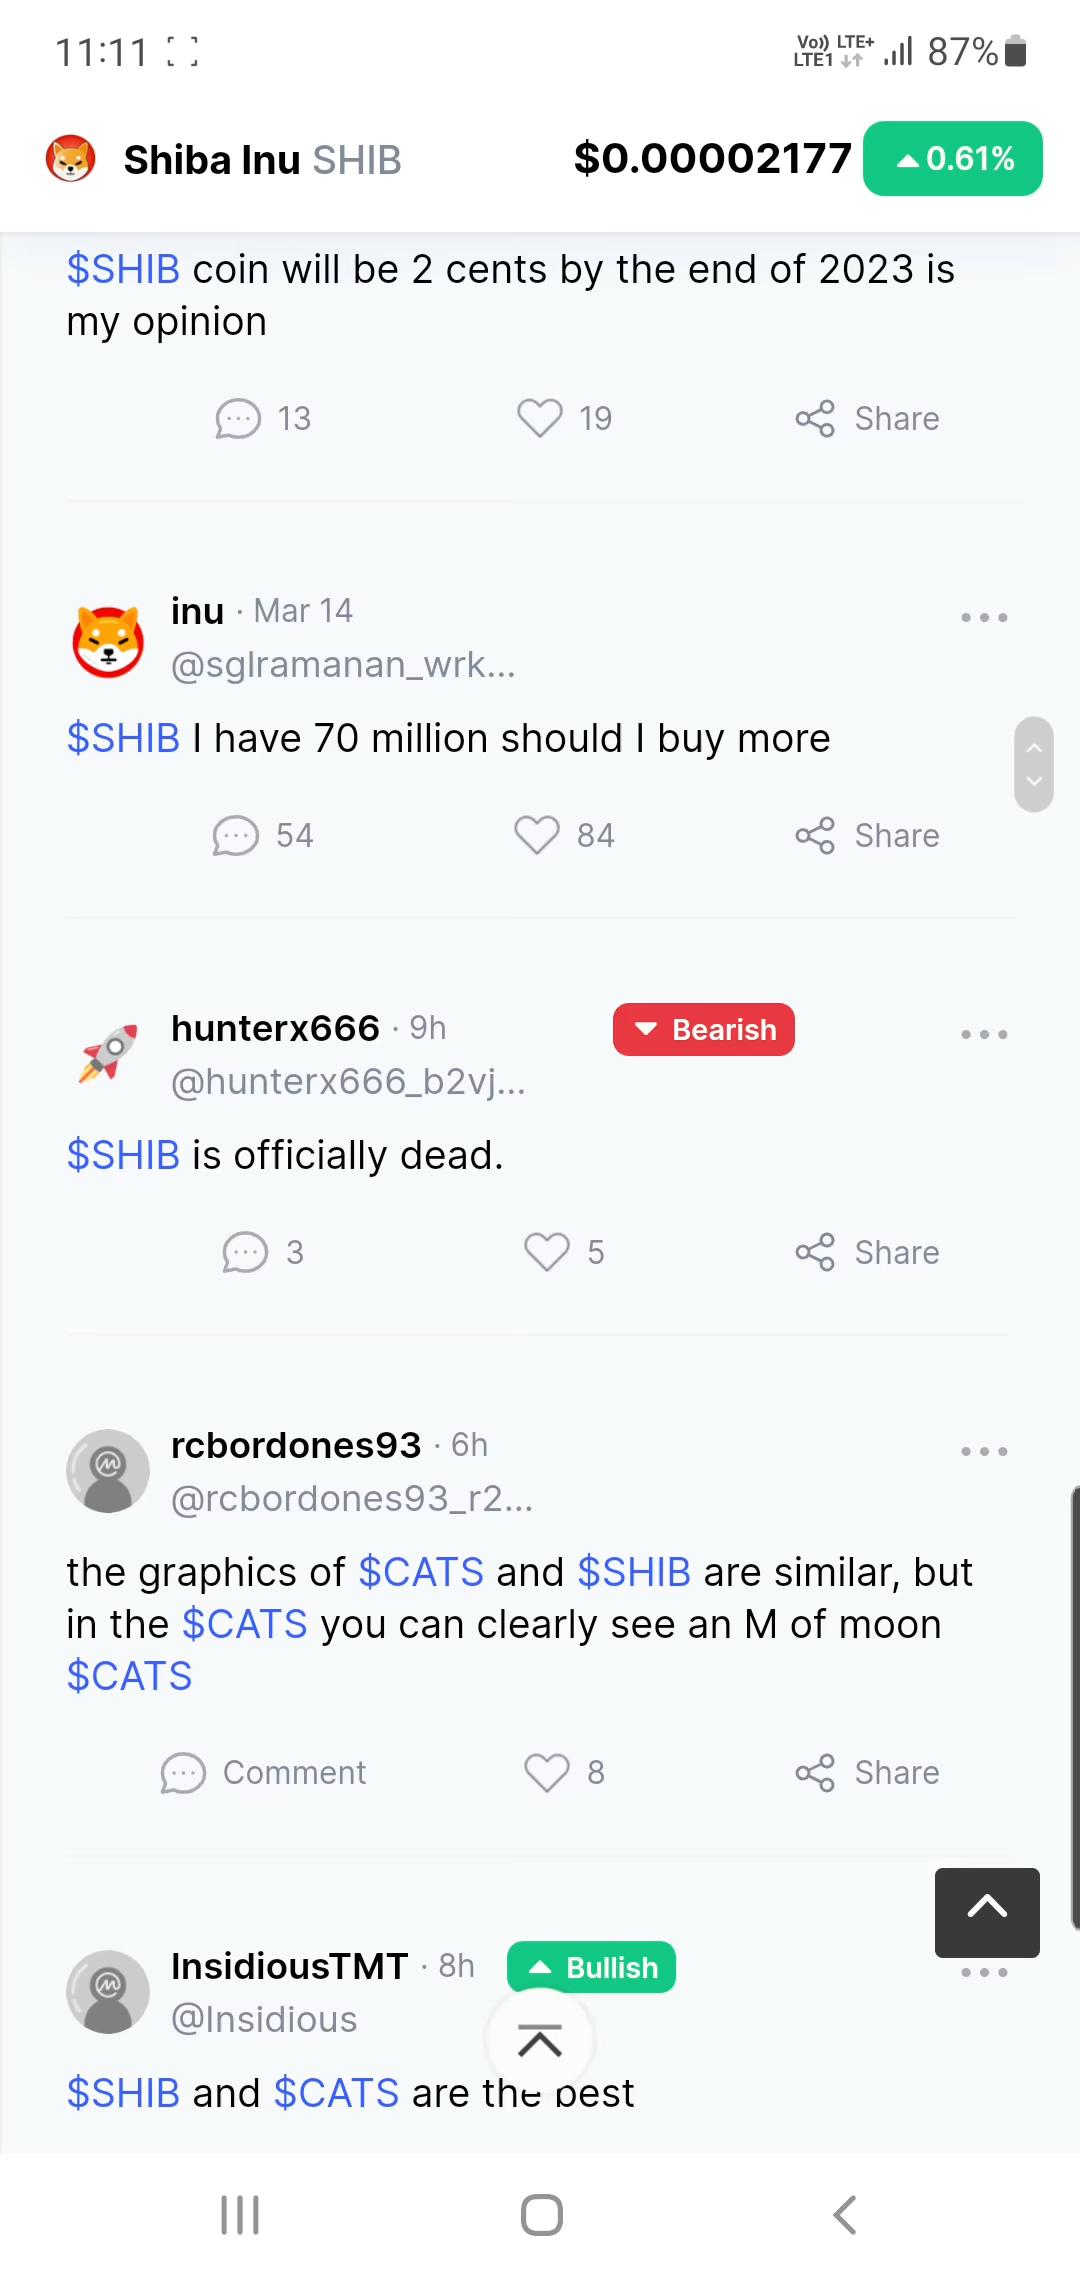 11:11
Vo)) LTE+
LTE1
87%
Shiba Inu SHIB
$0.00002177
0.61%
$SHIB coin will be 2 cents by the end of 2023 is
my opinion
13
19
Share
inu · Mar 14
@sglramanan_wrk...
$SHIB I have 70 million should I buy more
54
84
Share
hunterx666 · 9h
Bearish
@hunterx666_b2vj...
$SHIB is officially dead.
3
5
Share
rcbordones93 · 6h
@rcbordones93_r2...
the graphics of $CATS and $SHIB are similar, but
in the $CATS you can clearly see an M of moon
$CATS
Comment
8
Share
InsidiousTMT · 8h
Bullish
@Insidious
$SHIB and $CATS are the best